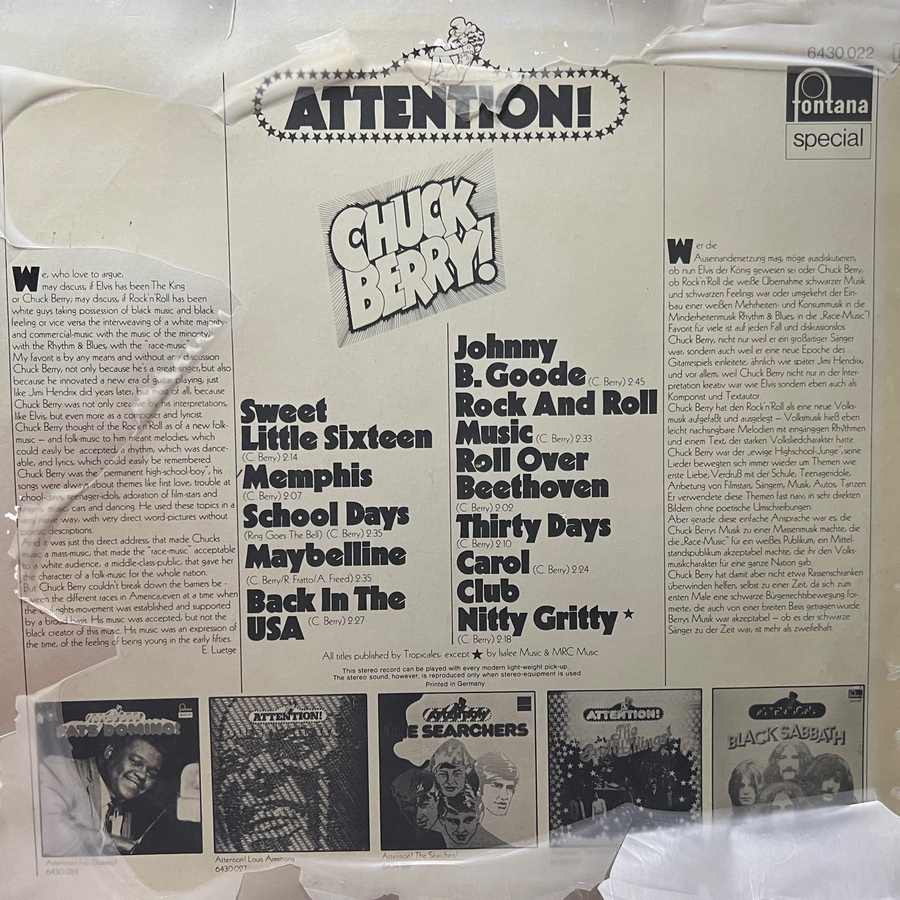 6430 022
ATTENTION!
fontana
special
CHUCK
BERRY!
We, who love to argue,
may discuss, if Elvis has been The King
or Chuck Berry; may discuss, if Rock'n'Roll has been
white guys taking possession of black music and black
feeling or vice versa the interweaving of a white majority
and commercial-music with the music of the minority,
with the Rhythm & Blues, with the "race-music".
My favorit is by any means and without any discussion
Chuck Berry, not only because he's a great singer, but also
because he innovated a new era of guitar playing, just
like Jimi Hendrix did years later, but first of all, because
Chuck Berry was not only creative by his interpretations,
like Elvis, but even more as a composer and lyricist.
Chuck Berry thought of the Rock'n'Roll as of a new folk-
music – and folk-music to him meant melodies, which
could easily be accepted, a rhythm, which was dance-
able, and lyrics, which could easily be remembered.
Chuck Berry was the "permanent high-school-boy", his
songs were always about themes like first love, trouble at
school-days, teenager-idols, adoration of film-stars and
cars and dancing. He used these topics in a
way, with very direct word-pictures without
descriptions.
And it was just this direct address, that made Chucks
music a mass-music, that made the "race-music" acceptable
to a white audience, a middle-class-public, that gave her
the character of a folk-music for the whole nation.
But Chuck Berry couldn't break down the barriers be-
tween the different races in America, even at a time when
the rights-movement was established and supported
by a broad basis. His music was accepted, but not the
black creator of this music. His music was an expression of
the time, of the feeling of being young in the early fifties.
E. Luetge
Sweet
Little Sixteen
(C. Berry) 2:14
Memphis
(C. Berry) 2:07
School Days
(Ring Goes The Bell) (C. Berry) 2:35
Maybelline
(C. Berry/R. Fratto/A. Freed) 2:35
Back In The
USA (C. Berry) 2:27
Johnny
B. Goode (C. Berry) 2:45
Rock And Roll
Music (C. Berry) 2:33
Roll Over
Beethoven
(C. Berry) 2:02
Thirty Days
(C. Berry) 2:10
Carol (C. Berry) 2:24
Club
Nitty Gritty ★
(C. Berry) 2:18
Wer die
Auseinandersetzung mag, möge ausdiskutieren,
ob nun Elvis der König gewesen sei oder Chuck Berry,
ob Rock'n'Roll die weiße Übernahme schwarzer Musik
und schwarzen Feelings war oder umgekehrt der Ein-
bau einer weißen Mehrheiten- und Konsummusik in die
Minderheitenmusik Rhythm & Blues, in die „Race-Music"!
Favorit für viele ist auf jeden Fall und diskussionslos
Chuck Berry, nicht nur weil er ein großartiger Sänger
war, sondern auch weil er eine neue Epoche des
Gitarrespiels einleitete, ähnlich wie später Jimi Hendrix,
und vor allem, weil Chuck Berry nicht nur in der Inter-
pretation kreativ war wie Elvis sondern eben auch als
Komponist und Textautor.
Chuck Berry hat den Rock'n'Roll als eine neue Volks-
musik aufgefaßt und ausgelegt – Volksmusik hieß eben
leicht nachsingbare Melodien mit eingängigen Rhythmen
und einem Text, der starken Volksliedcharakter hatte.
Chuck Berry war der „ewige Highschool-Junge", seine
Lieder bewegten sich immer wieder um Themen wie
erste Liebe, Verdruß mit der Schule, Teenageridole,
Anbetung von Filmstars, Sängern, Musik, Autos, Tanzen.
Er verwendete diese Themen fast naiv, in sehr direkten
Bildern ohne poetische Umschreibungen.
Aber gerade diese einfache Ansprache war es, die
Chuck Berrys Musik zu einer Massenmusik machte, die
die „Race-Music" für ein weißes Publikum, ein Mittel-
standspublikum akzeptabel machte, die ihr den Volks-
musikcharakter für eine ganze Nation gab.
Chuck Berry hat damit aber nicht etwa Rassenschranken
überwinden helfen, selbst zu einer Zeit, da sich zum
ersten Male eine schwarze Bürgerrechtsbewegung for-
mierte, die auch von einer breiten Basis getragen wurde.
Berrys Musik war akzeptabel – ob es der schwarze
Sänger zu der Zeit war, ist mehr als zweifelhaft.
All titles published by Tropicales, except ★ by Isalee Music & MRC Music
This stereo record can be played with every modern light-weight pick-up.
The stereo sound, however, is reproduced only when stereo-equipment is used
Printed in Germany
FATS DOMINO!
ATTENTION!
ATTENTION!
THE SEARCHERS
ATTENTION!
ATTENTION!
BLACK SABBATH
Attention! Fats Domino!
Attention! Louis Armstrong
6430 027
Attention! The Searchers!